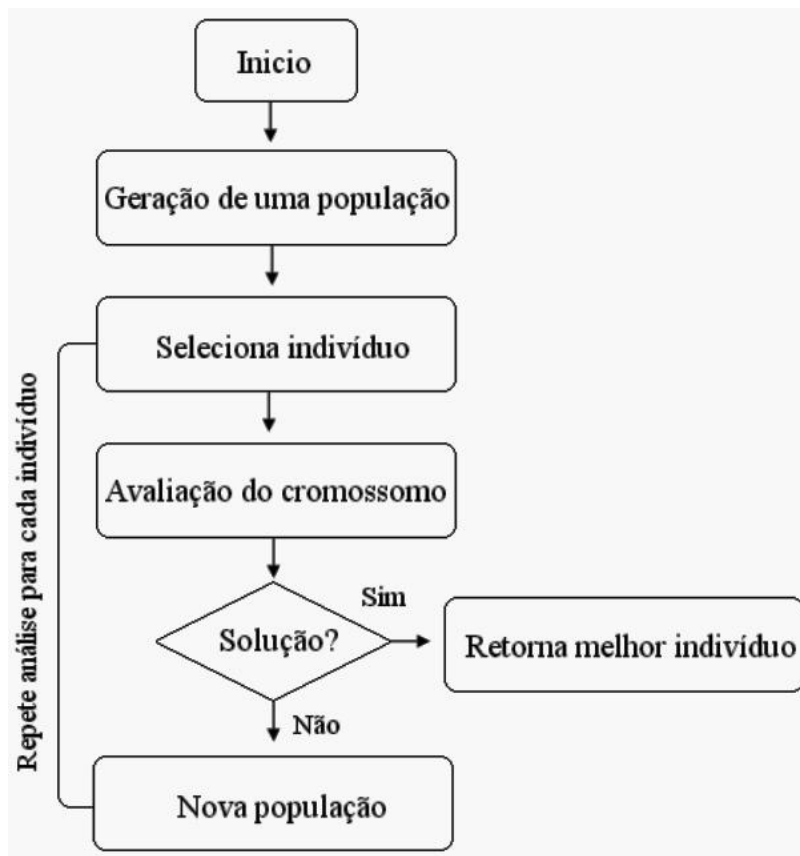 Inicio
Geração de uma população
Seleciona indivíduo
Avaliação do cromossomo
Solução?
Sim
Retorna melhor indivíduo
Não
Nova população
Repete análise para cada indivíduo